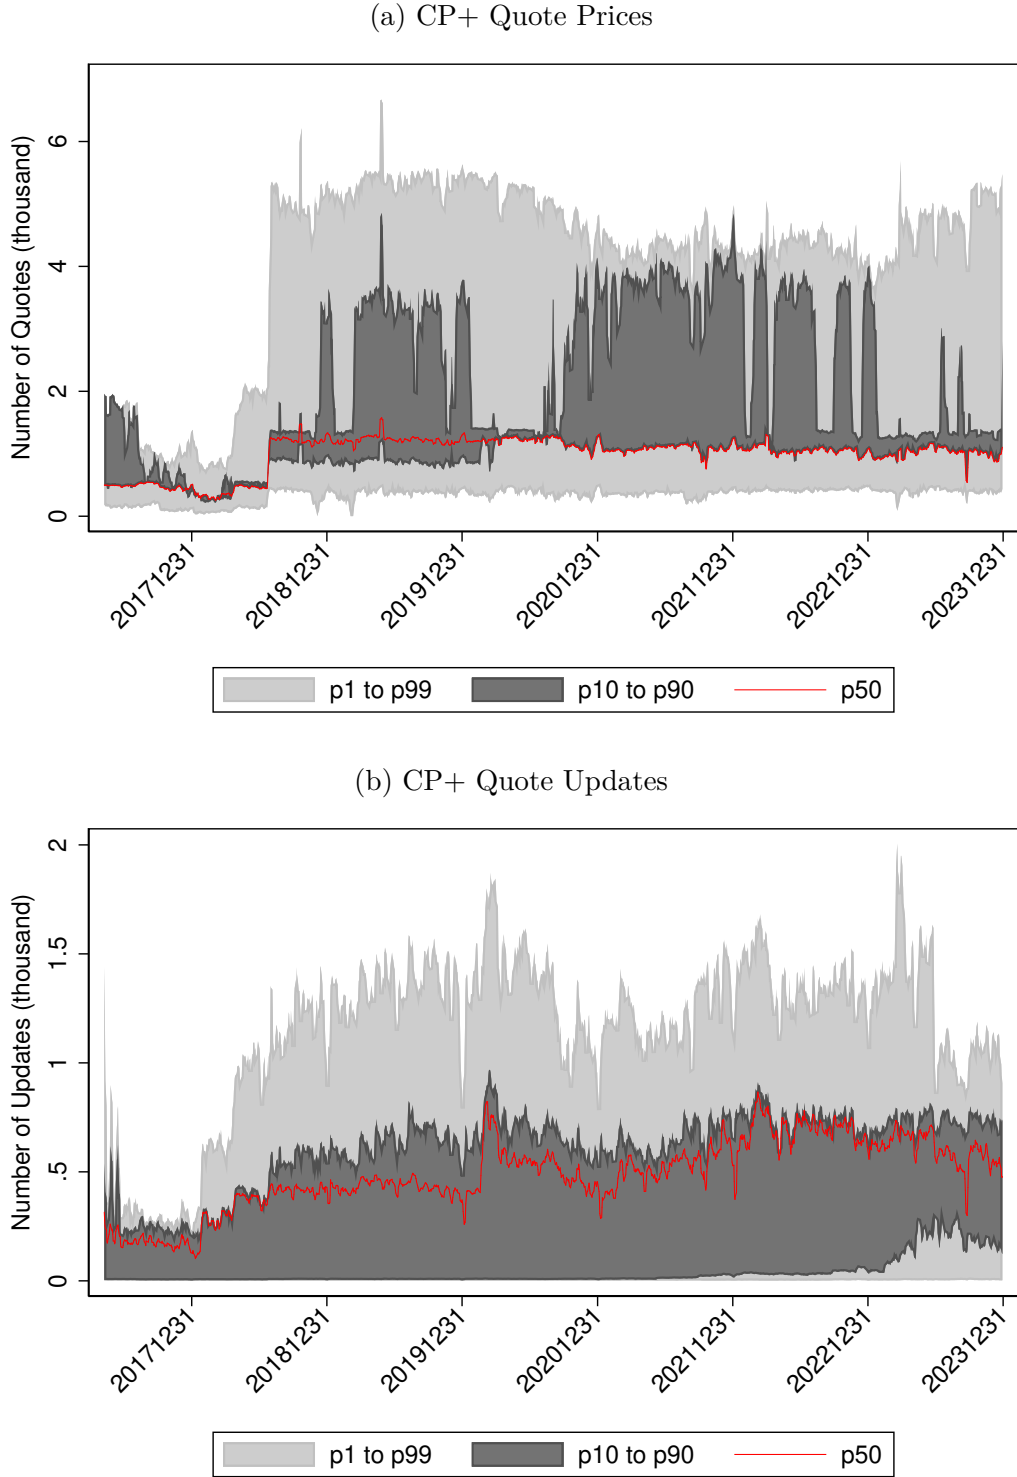 (a) CP+ Quote Prices
Number of Quotes (thousand)
6
4
2
0
20171231
20181231
20191231
20201231
20211231
20221231
20231231
p1 to p99
p10 to p90
p50
(b) CP+ Quote Updates
Number of Updates (thousand)
2
1.5
1
.5
0
20171231
20181231
20191231
20201231
20211231
20221231
20231231
p1 to p99
p10 to p90
p50